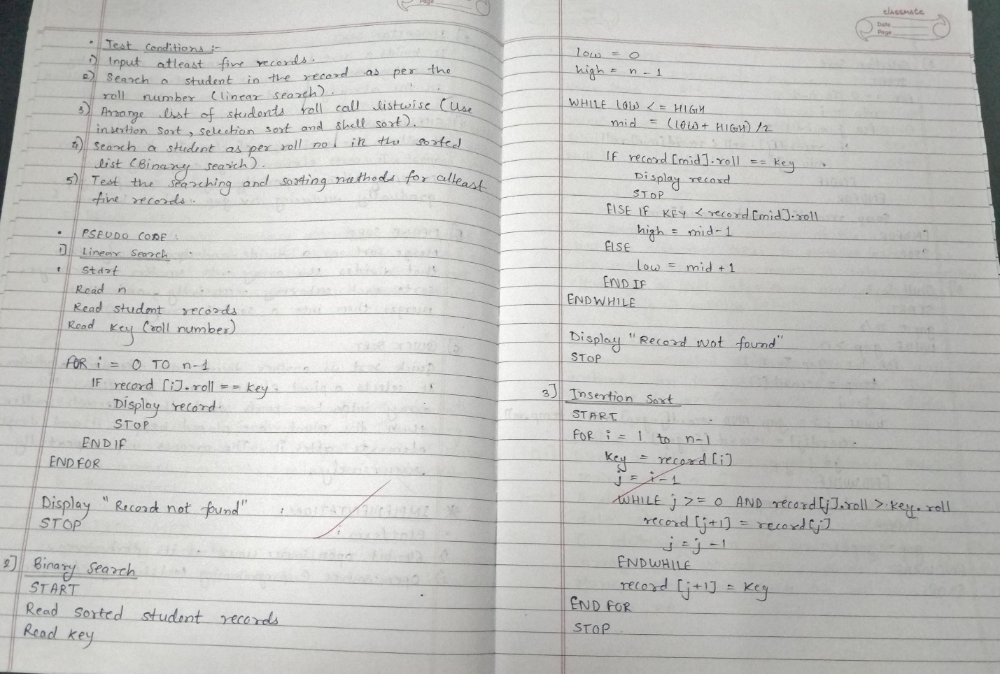 • Test Conditions :-
1) Input atleast five records.
2) Search a student in the record as per the
roll number (linear search).
3) Arrange list of students roll call listwise (Use
insertion sort, selection sort and shell sort).
4) Search a student as per roll no. in the sorted
list (Binary search).
5) Test the searching and sorting methods for atleast
five records.
• PSEUDO CODE :
1] Linear Search
• Start
Read n
Read student records
Read key (roll number)
FOR i = 0 TO n-1
IF record [i].roll == key
Display record
STOP
END IF
END FOR
Display "Record not found"
STOP
2] Binary Search
START
Read sorted student records
Read key
classmate
Date
Page
low = 0
high = n-1
WHILE LOW <= HIGH
mid = (LOW + HIGH) /2
IF record [mid].roll == key
Display record
STOP
ELSE IF KEY < record [mid].roll
high = mid-1
ELSE
low = mid + 1
END IF
ENDWHILE
Display "Record Not found"
STOP
3] Insertion Sort
START
FOR i = 1 to n-1
key = record [i]
j = i-1
WHILE j >= 0 AND record [j].roll > key.roll
record [j+1] = record [j]
j = j-1
ENDWHILE
record [j+1] = key
END FOR
STOP